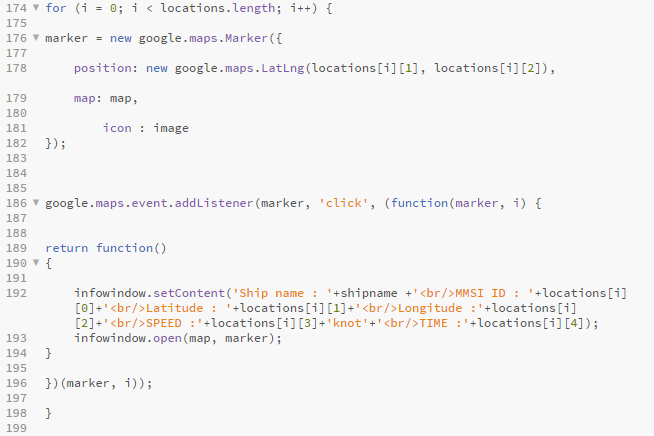 174 ▼ for (i = 0; i < locations.length; i++) {
175
176 ▼ marker = new google.maps.Marker({
177
178     position: new google.maps.LatLng(locations[i][1], locations[i][2]),
179     map: map,
180
181         icon : image
182 });
183
184
185
186 ▼ google.maps.event.addListener(marker, 'click', (function(marker, i) {
187
188
189 return function()
190 ▼ {
191
192     infowindow.setContent('Ship name : '+shipname +'<br/>MMSI ID : '+locations[i]
[0]+'<br/>Latitude : '+locations[i][1]+'<br/>Longitude :'+locations[i]
[2]+'<br/>SPEED :'+locations[i][3]+'knot'+'<br/>TIME :'+locations[i][4]);
193     infowindow.open(map, marker);
194 }
195
196 })(marker, i));
197
198 }
199